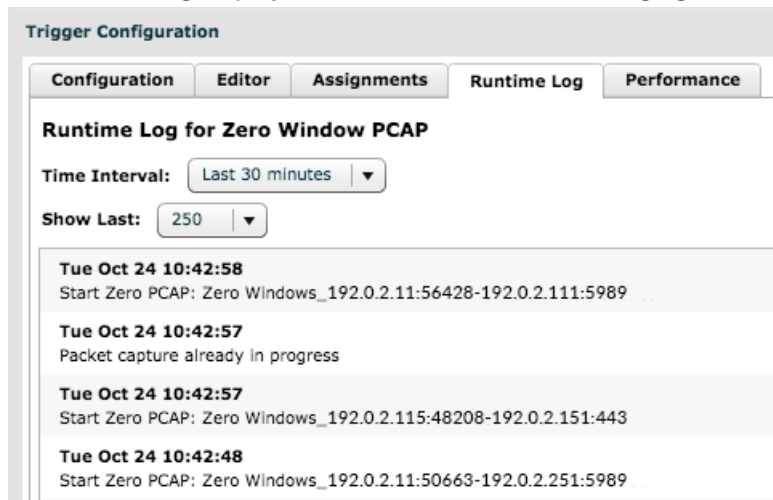 Trigger Configuration
Configuration Editor Assignments Runtime Log Performance
Runtime Log for Zero Window PCAP
Time Interval: Last 30 minutes
Show Last: 250
Tue Oct 24 10:42:58
Start Zero PCAP: Zero Windows_192.0.2.11:56428-192.0.2.111:5989
Tue Oct 24 10:42:57
Packet capture already in progress
Tue Oct 24 10:42:57
Start Zero PCAP: Zero Windows_192.0.2.115:48208-192.0.2.151:443
Tue Oct 24 10:42:48
Start Zero PCAP: Zero Windows_192.0.2.11:50663-192.0.2.251:5989